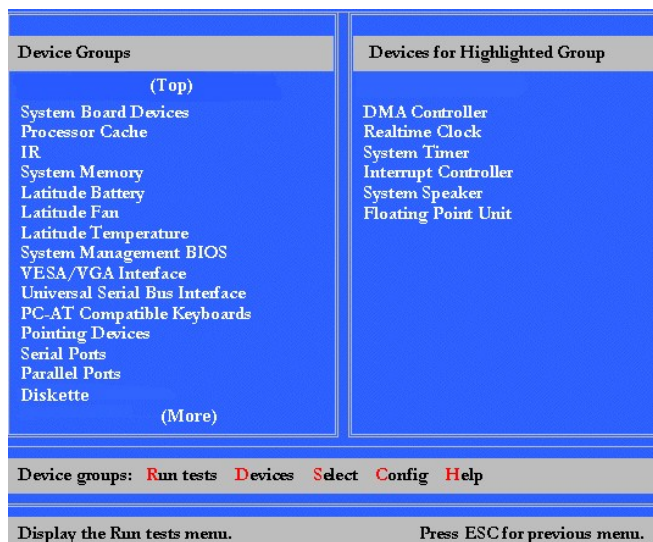 Device Groups
Devices for Highlighted Group
(Top)
System Board Devices
Processor Cache
IR
System Memory
Latitude Battery
Latitude Fan
Latitude Temperature
System Management BIOS
VESA/VGA Interface
Universal Serial Bus Interface
PC-AT Compatible Keyboards
Pointing Devices
Serial Ports
Parallel Ports
Diskette
(More)
DMA Controller
Realtime Clock
System Timer
Interrupt Controller
System Speaker
Floating Point Unit
Device groups: Run tests Devices Select Config Help
Display the Run tests menu. Press ESC for previous menu.